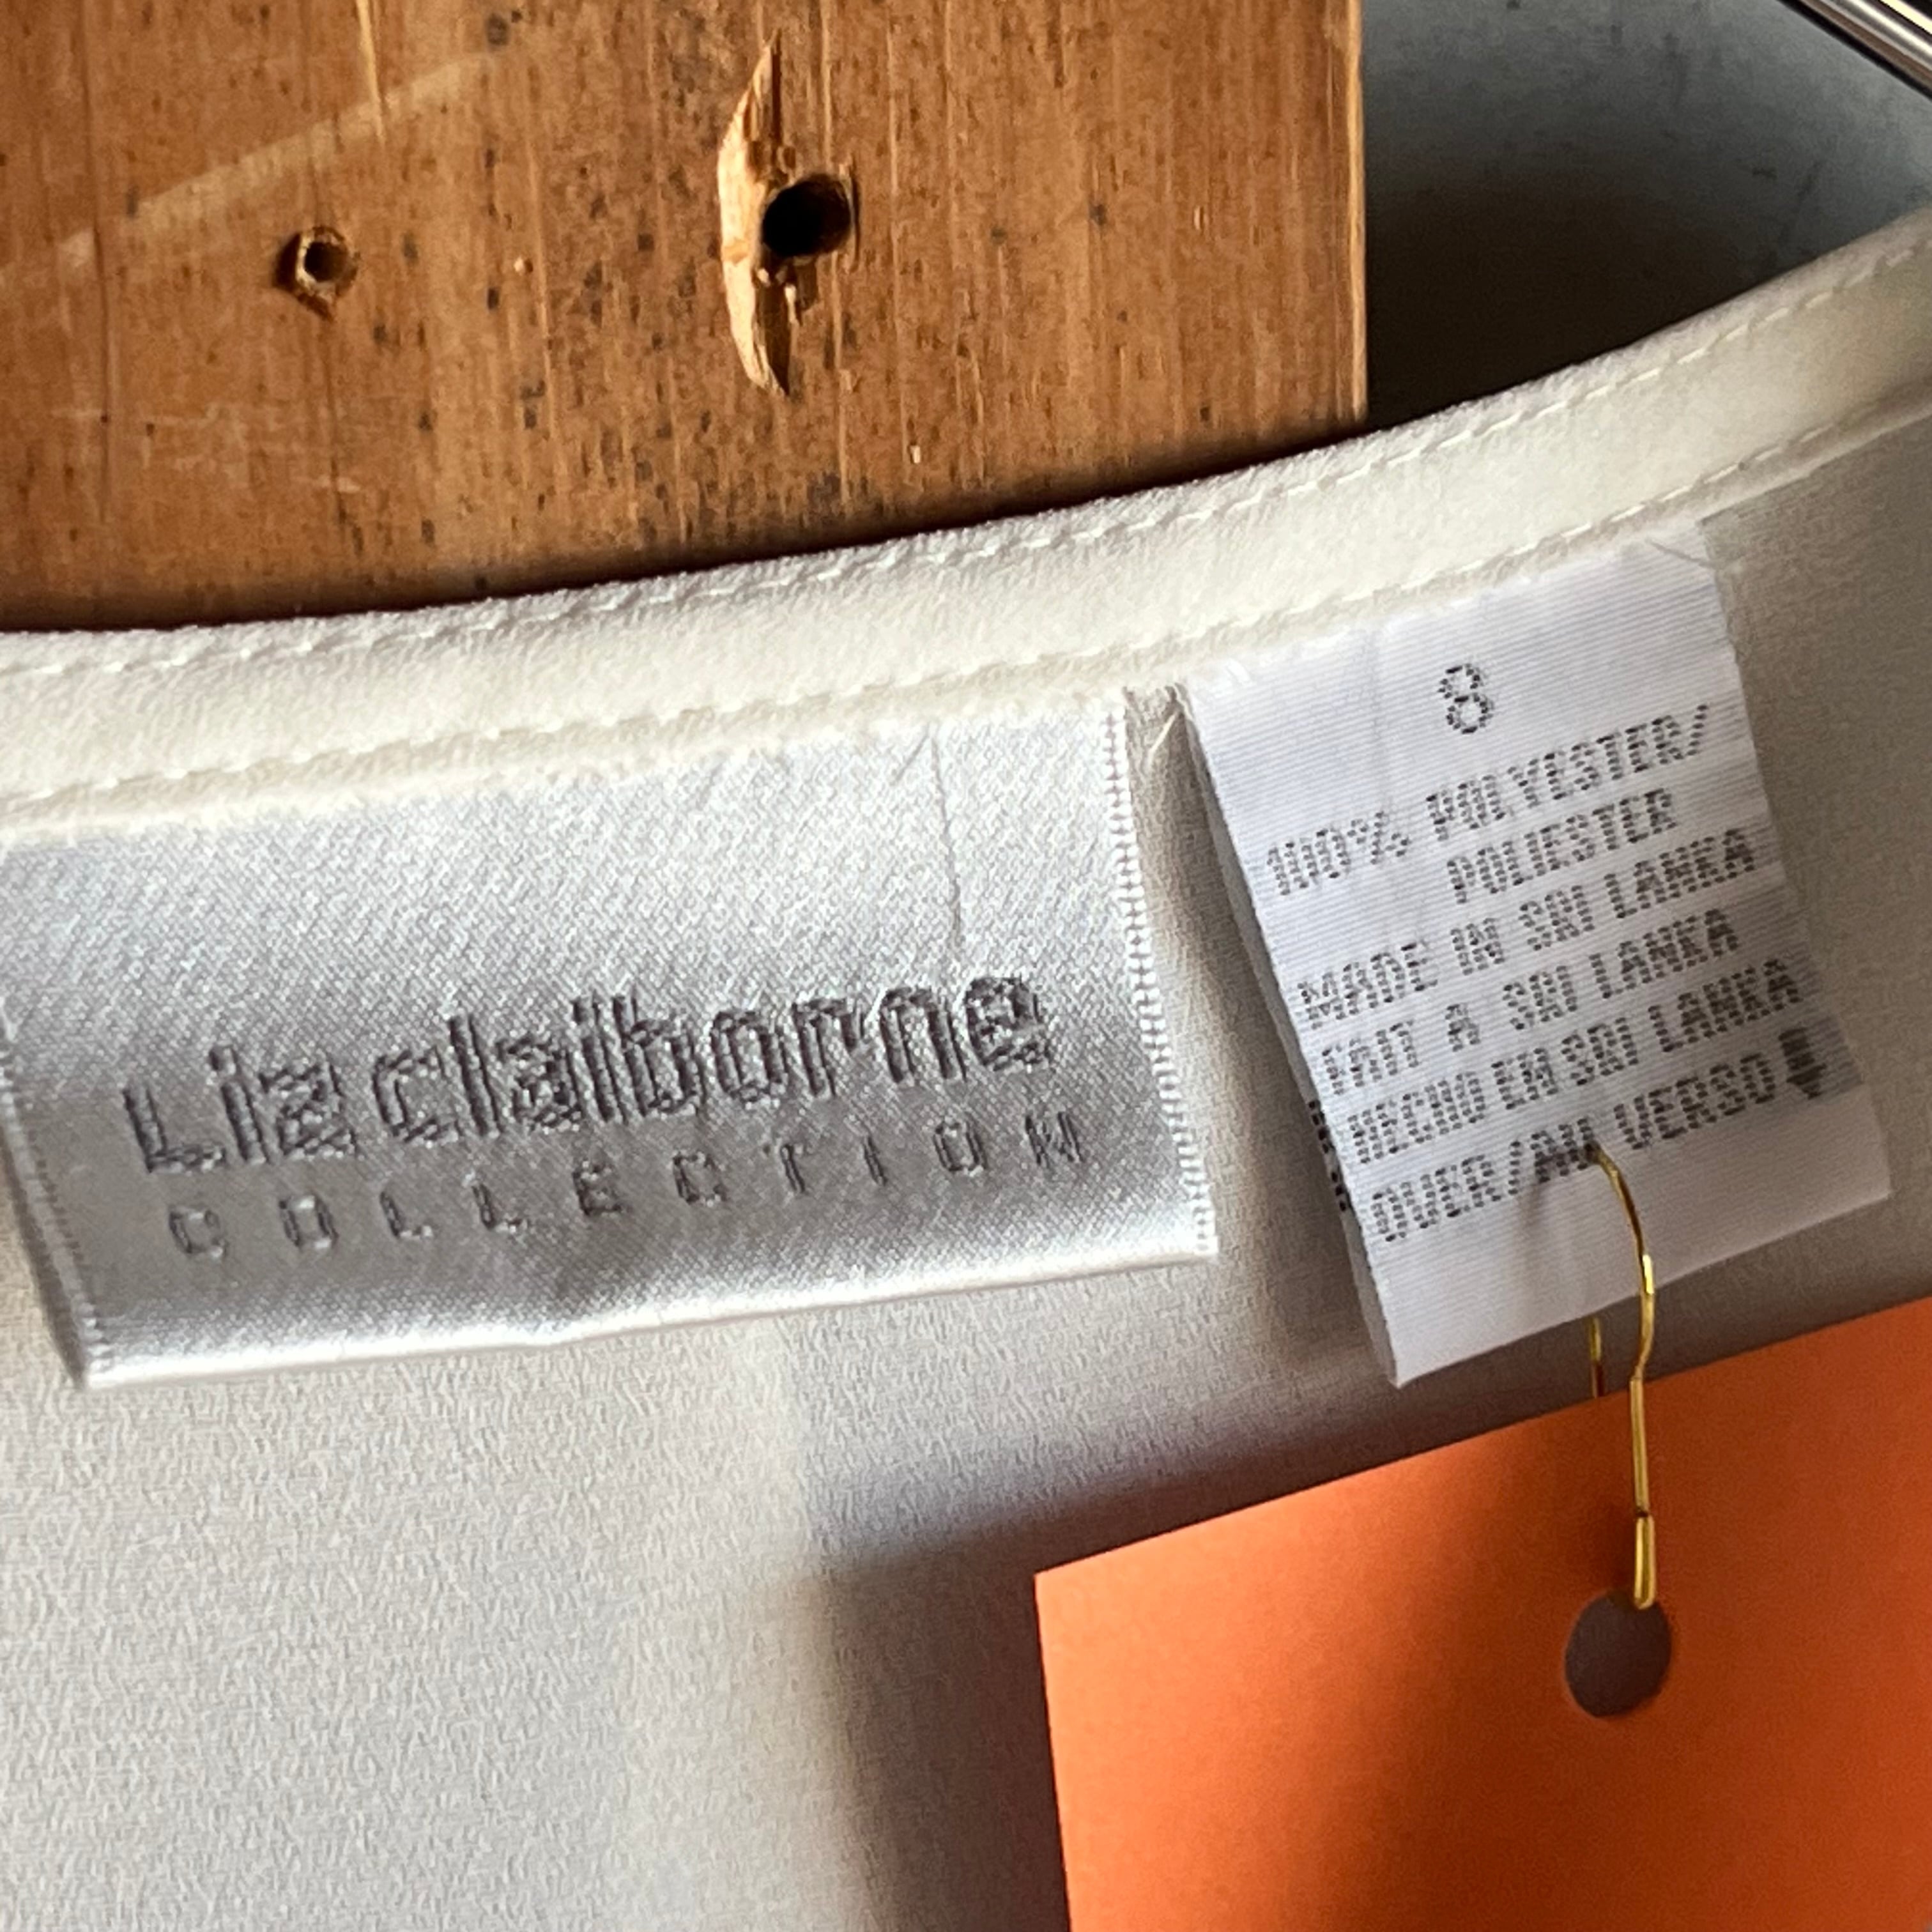 Liz claiborne
COLLECTION
8
100% POLYESTER/
POLIESTER
MADE IN SRI LANKA
FAIT A SRI LANKA
HECHO EN SRI LANKA
OVER/AU VERSO